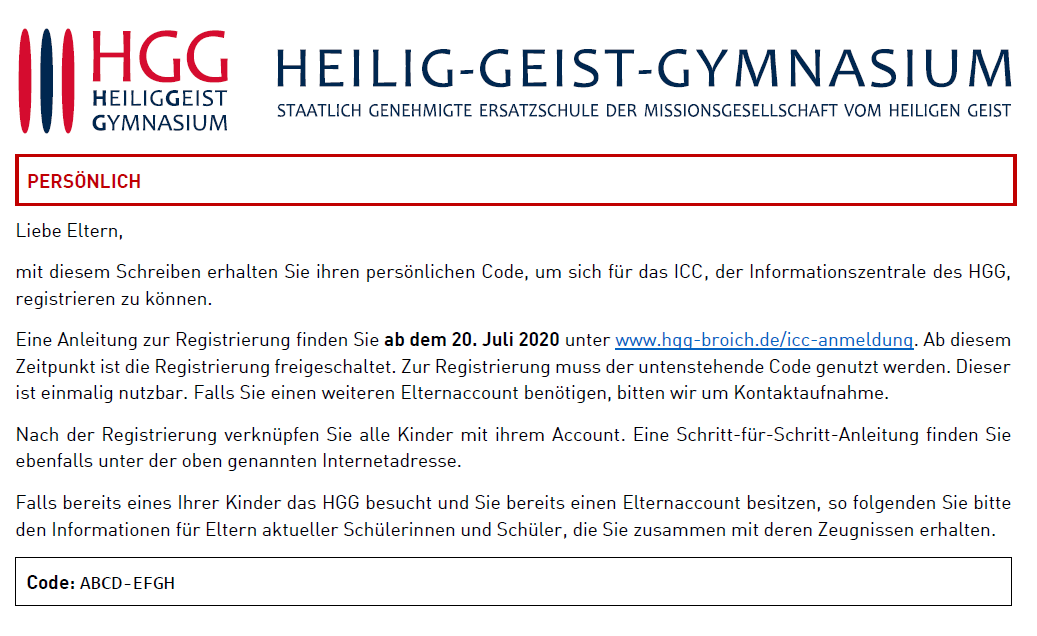 HGG
HEILIGGEIST
GYMNASIUM
HEILIG-GEIST-GYMNASIUM
STAATLICH GENEHMIGTE ERSATZSCHULE DER MISSIONSGESELLSCHAFT VOM HEILIGEN GEIST
PERSÖNLICH
Liebe Eltern,
mit diesem Schreiben erhalten Sie ihren persönlichen Code, um sich für das ICC, der Informationszentrale des HGG,
registrieren zu können.
Eine Anleitung zur Registrierung finden Sie ab dem 20. Juli 2020 unter www.hgg-broich.de/icc-anmeldung. Ab diesem
Zeitpunkt ist die Registrierung freigeschaltet. Zur Registrierung muss der untenstehende Code genutzt werden. Dieser
ist einmalig nutzbar. Falls Sie einen weiteren Elternaccount benötigen, bitten wir um Kontaktaufnahme.
Nach der Registrierung verknüpfen Sie alle Kinder mit ihrem Account. Eine Schritt-für-Schritt-Anleitung finden Sie
ebenfalls unter der oben genannten Internetadresse.
Falls bereits eines Ihrer Kinder das HGG besucht und Sie bereits einen Elternaccount besitzen, so folgenden Sie bitte
den Informationen für Eltern aktueller Schülerinnen und Schüler, die Sie zusammen mit deren Zeugnissen erhalten.
Code: ABCD-EFGH